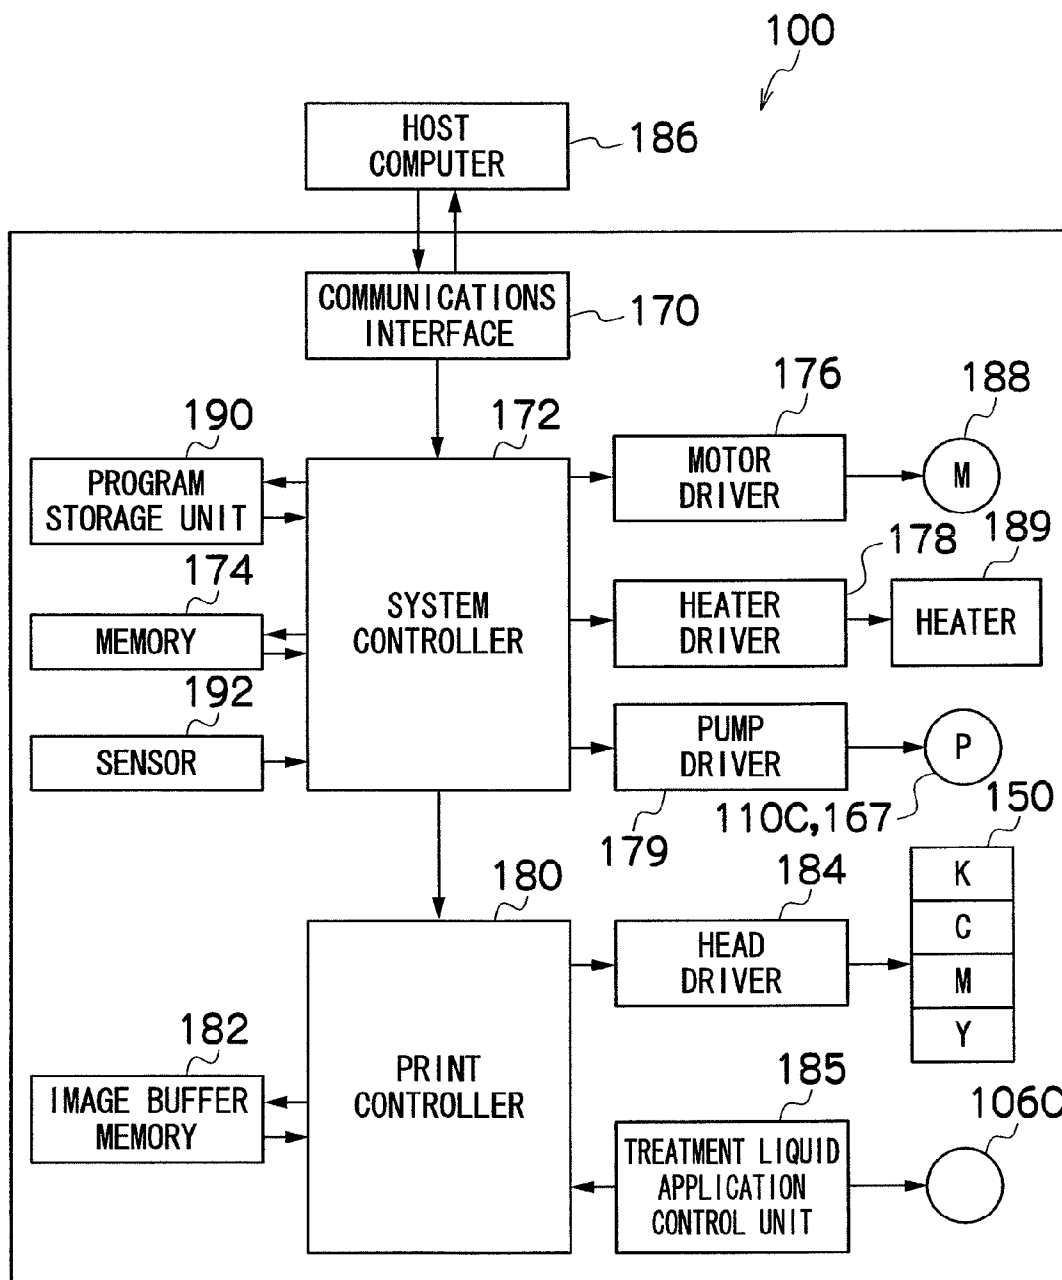 100
HOST
COMPUTER
186
COMMUNICATIONS
INTERFACE
170
190
172
176
188
PROGRAM
STORAGE UNIT
MOTOR
DRIVER
M
174
178
189
MEMORY
SYSTEM
CONTROLLER
HEATER
DRIVER
HEATER
192
SENSOR
PUMP
DRIVER
P
179
110C,167
150
180
184
K
C
M
Y
HEAD
DRIVER
182
IMAGE BUFFER
MEMORY
PRINT
CONTROLLER
185
106C
TREATMENT LIQUID
APPLICATION
CONTROL UNIT